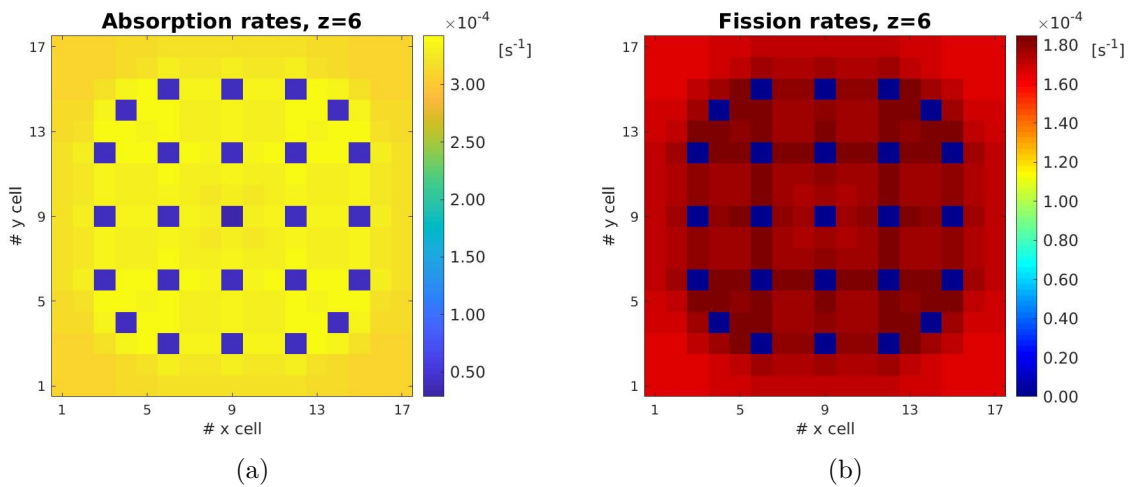 Absorption rates, z=6
×10⁻⁴
[s⁻¹]
17
13
9
5
1
# y cell
1 5 9 13 17
# x cell
3.00
2.50
2.00
1.50
1.00
0.50
(a)
Fission rates, z=6
×10⁻⁴
[s⁻¹]
17
13
9
5
1
# y cell
1 5 9 13 17
# x cell
1.80
1.60
1.40
1.20
1.00
0.80
0.60
0.40
0.20
0.00
(b)